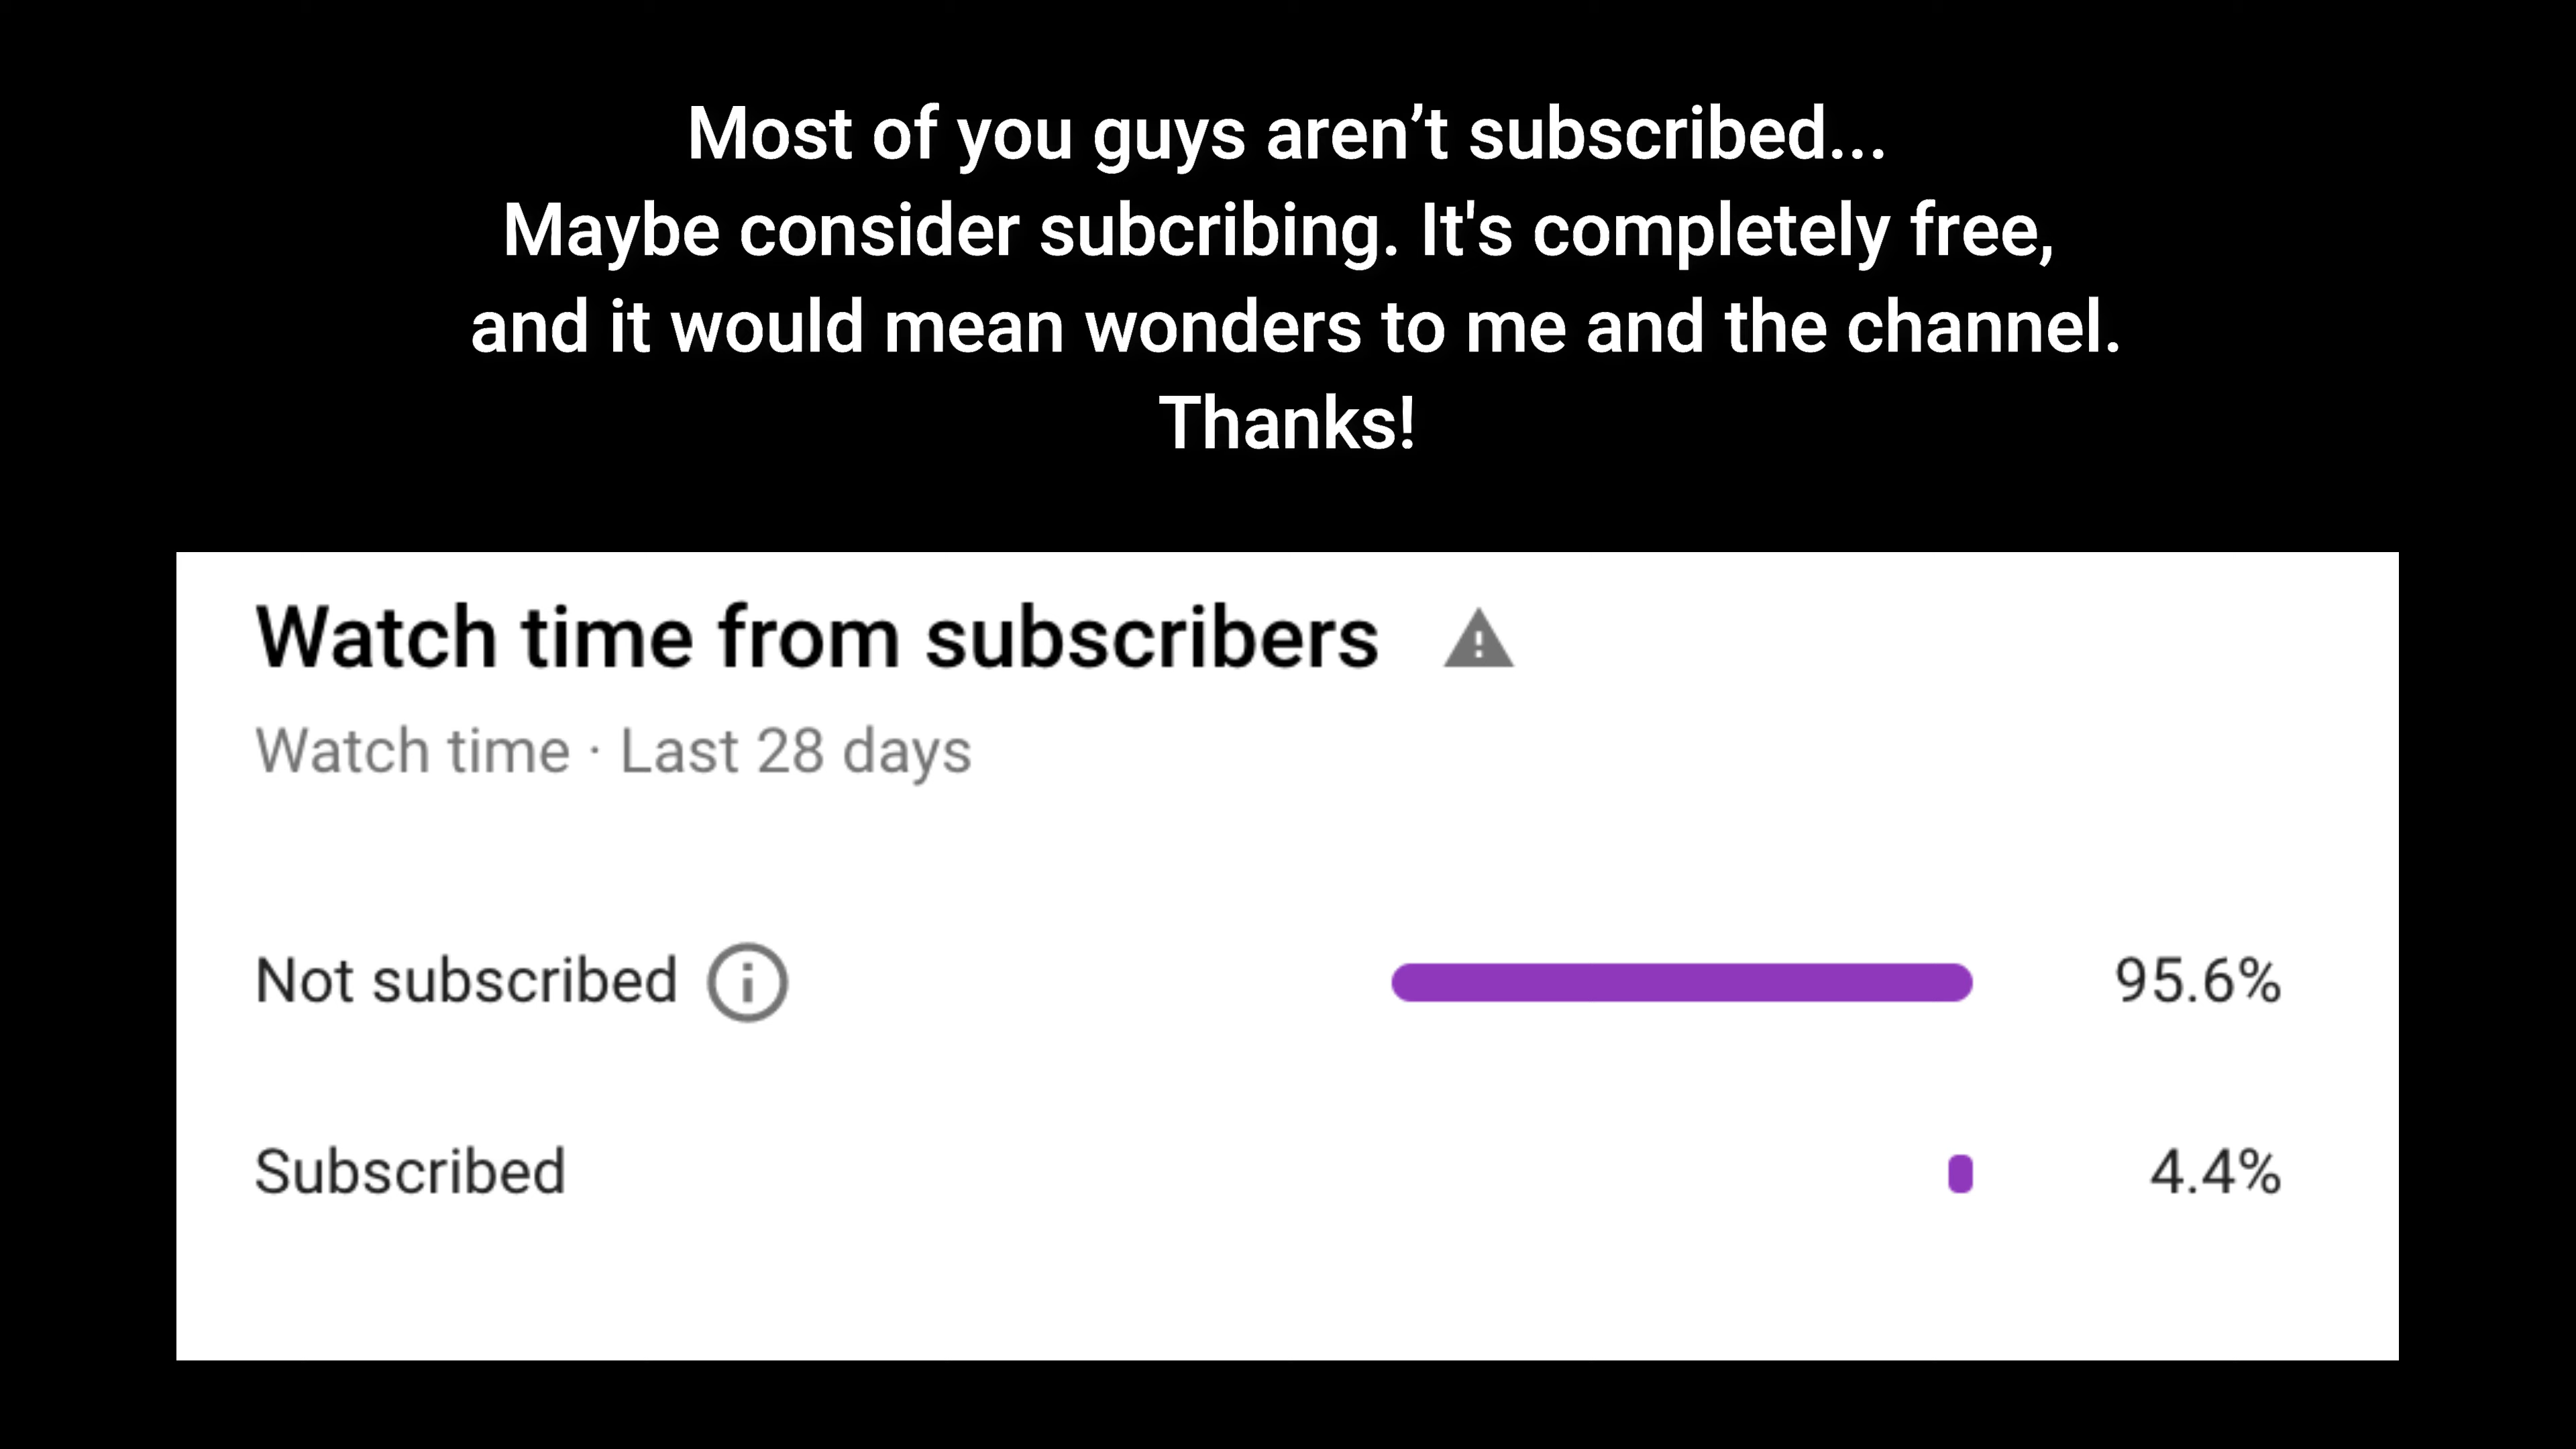 Most of you guys aren’t subscribed...
Maybe consider subcribing. It's completely free,
and it would mean wonders to me and the channel.
Thanks!
Watch time from subscribers
Watch time · Last 28 days
Not subscribed 95.6%
Subscribed 4.4%